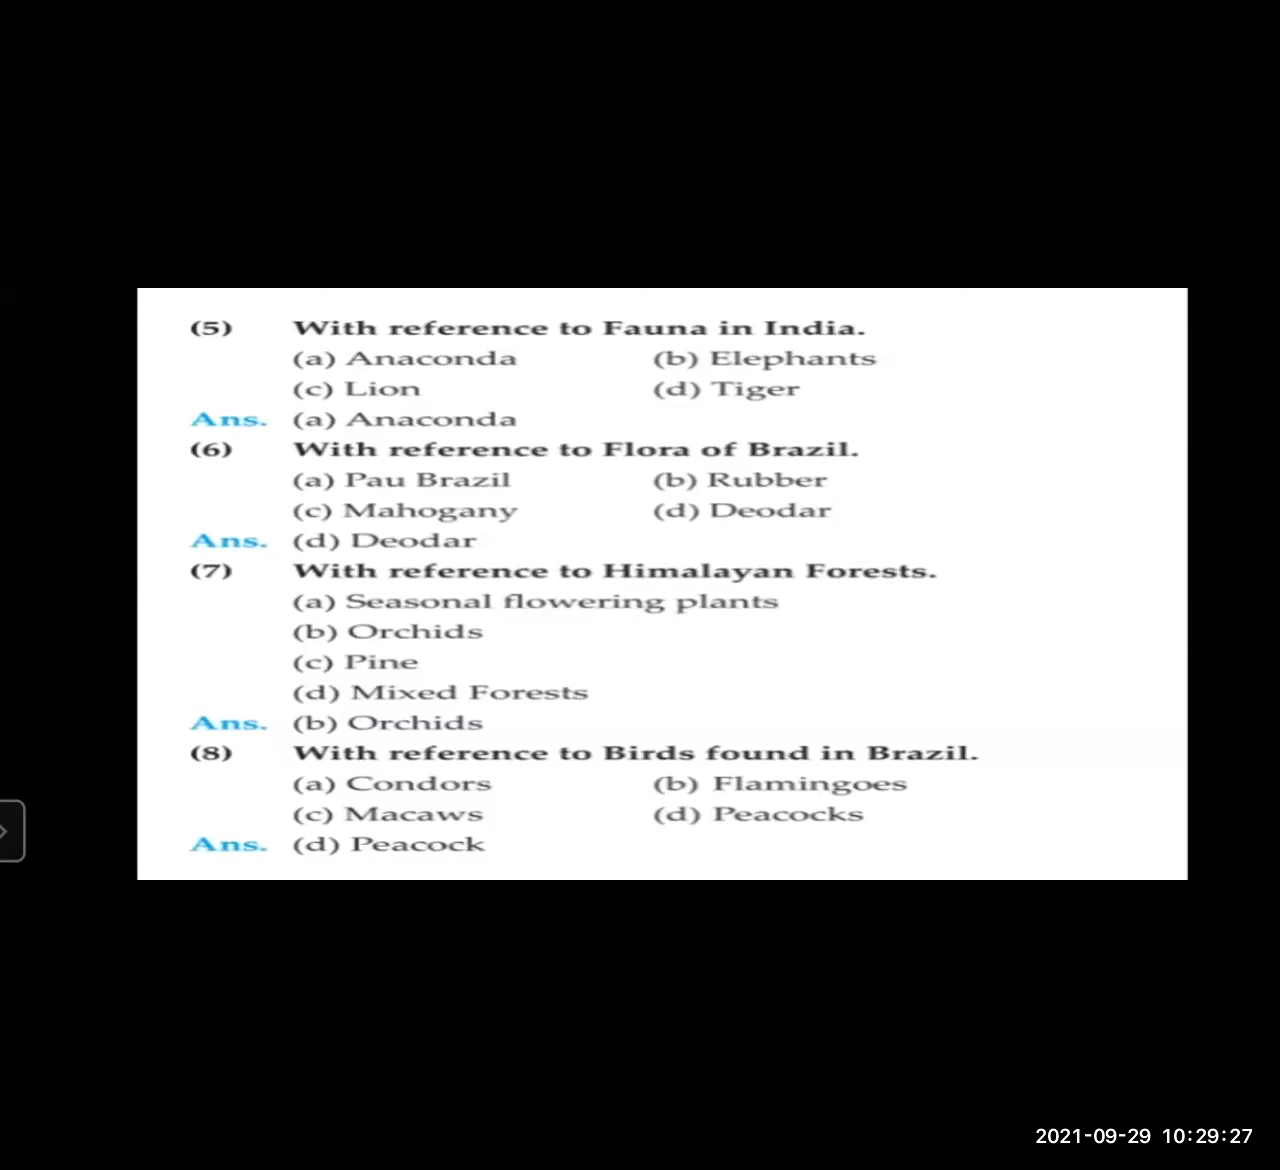 (5) With reference to Fauna in India.
(a) Anaconda (b) Elephants
(c) Lion (d) Tiger
Ans. (a) Anaconda
(6) With reference to Flora of Brazil.
(a) Pau Brazil (b) Rubber
(c) Mahogany (d) Deodar
Ans. (d) Deodar
(7) With reference to Himalayan Forests.
(a) Seasonal flowering plants
(b) Orchids
(c) Pine
(d) Mixed Forests
Ans. (b) Orchids
(8) With reference to Birds found in Brazil.
(a) Condors (b) Flamingoes
(c) Macaws (d) Peacocks
Ans. (d) Peacock
2021-09-29 10:29:27